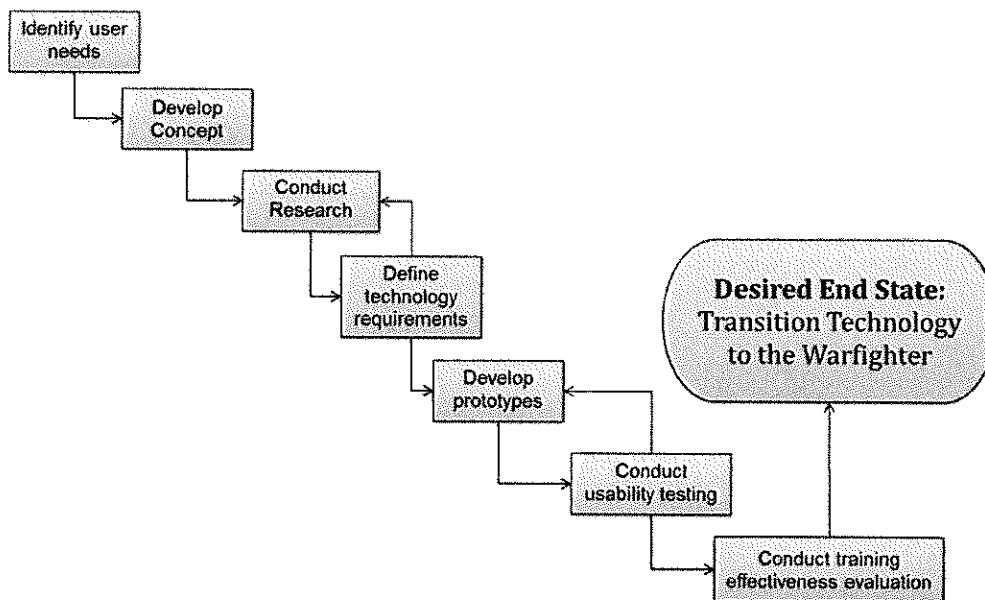 Identify user
needs
Develop
Concept
Conduct
Research
Define
technology
requirements
Develop
prototypes
Conduct
usability testing
Conduct training
effectiveness evaluation
Desired End State:
Transition Technology
to the Warfighter